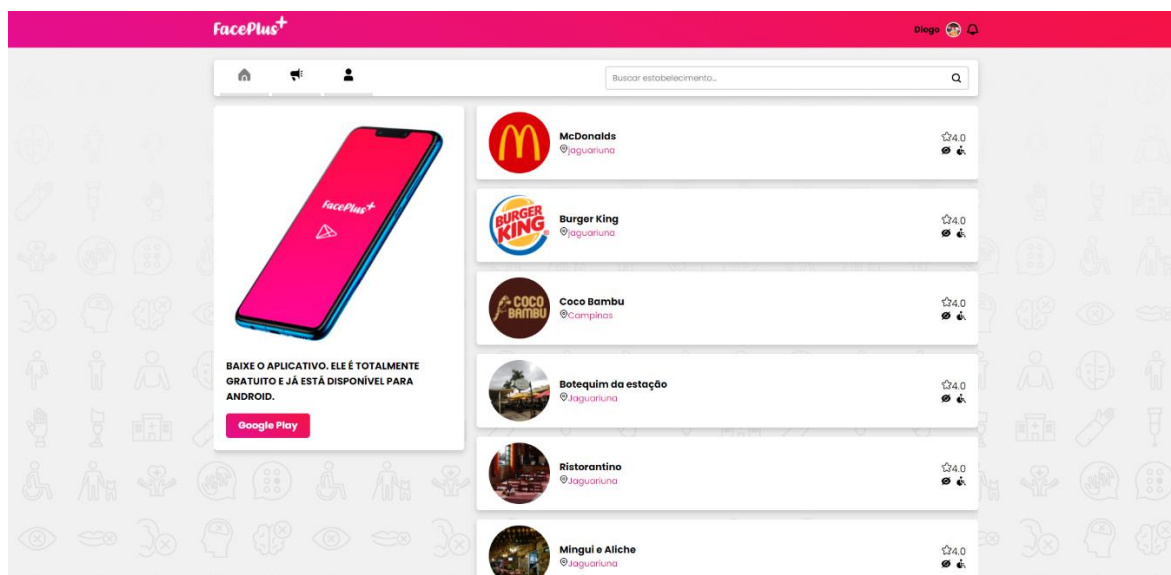 FacePlus+
Diogo
Buscar estabelecimento...
FacePlus+
BAIXE O APLICATIVO. ELE É TOTALMENTE
GRATUITO E JÁ ESTÁ DISPONÍVEL PARA
ANDROID.
Google Play
McDonalds
jaguariuna
4.0
BURGER
KING
Burger King
jaguariuna
4.0
COCO
BAMBU
Coco Bambu
Campinas
4.0
Botequim da estação
Jaguariuna
4.0
Ristorantino
Jaguariuna
4.0
Mingui e Aliche
Jaguariuna
4.0